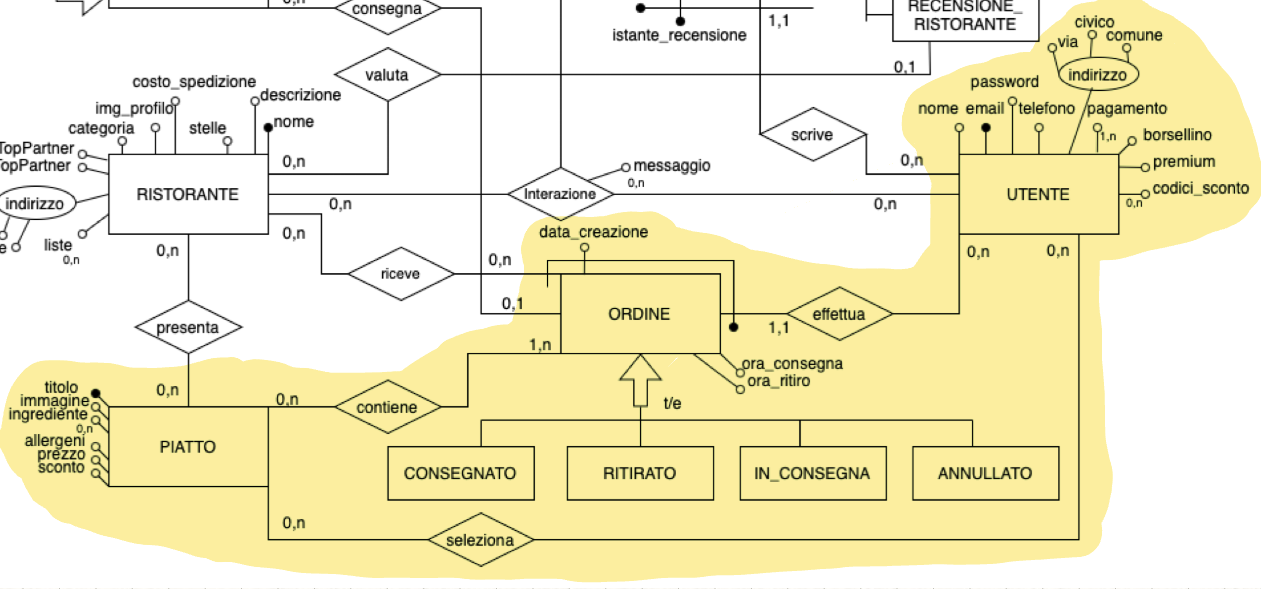 0,n
consegna
RECENSIONE_
RISTORANTE
istante_recensione
1,1
civico
via
comune
indirizzo
valuta
0,1
costo_spedizione
descrizione
img_profilo
nome
categoria
stelle
password
nome
email
telefono
pagamento
1,n
borsellino
premium
codici_sconto
0,n
TopPartner
TopPartner
scrive
0,n
0,n
messaggio
0,n
RISTORANTE
Interazione
UTENTE
indirizzo
0,n
0,n
e
liste
0,n
0,n
0,n
data_creazione
0,n
0,n
riceve
0,n
0,1
ORDINE
effettua
1,1
presenta
1,n
ora_consegna
ora_ritiro
0,n
titolo
immagine
ingrediente
0,n
allergeni
prezzo
sconto
0,n
contiene
t/e
PIATTO
CONSEGNATO
RITIRATO
IN_CONSEGNA
ANNULLATO
0,n
seleziona